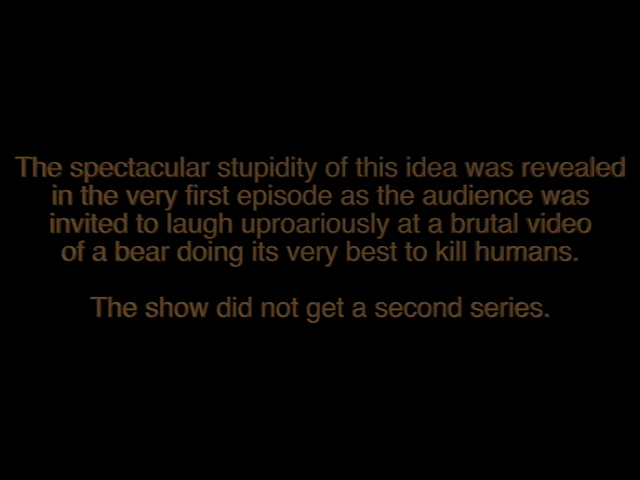 The spectacular stupidity of this idea was revealed
in the very first episode as the audience was
invited to laugh uproariously at a brutal video
of a bear doing its very best to kill humans.
The show did not get a second series.